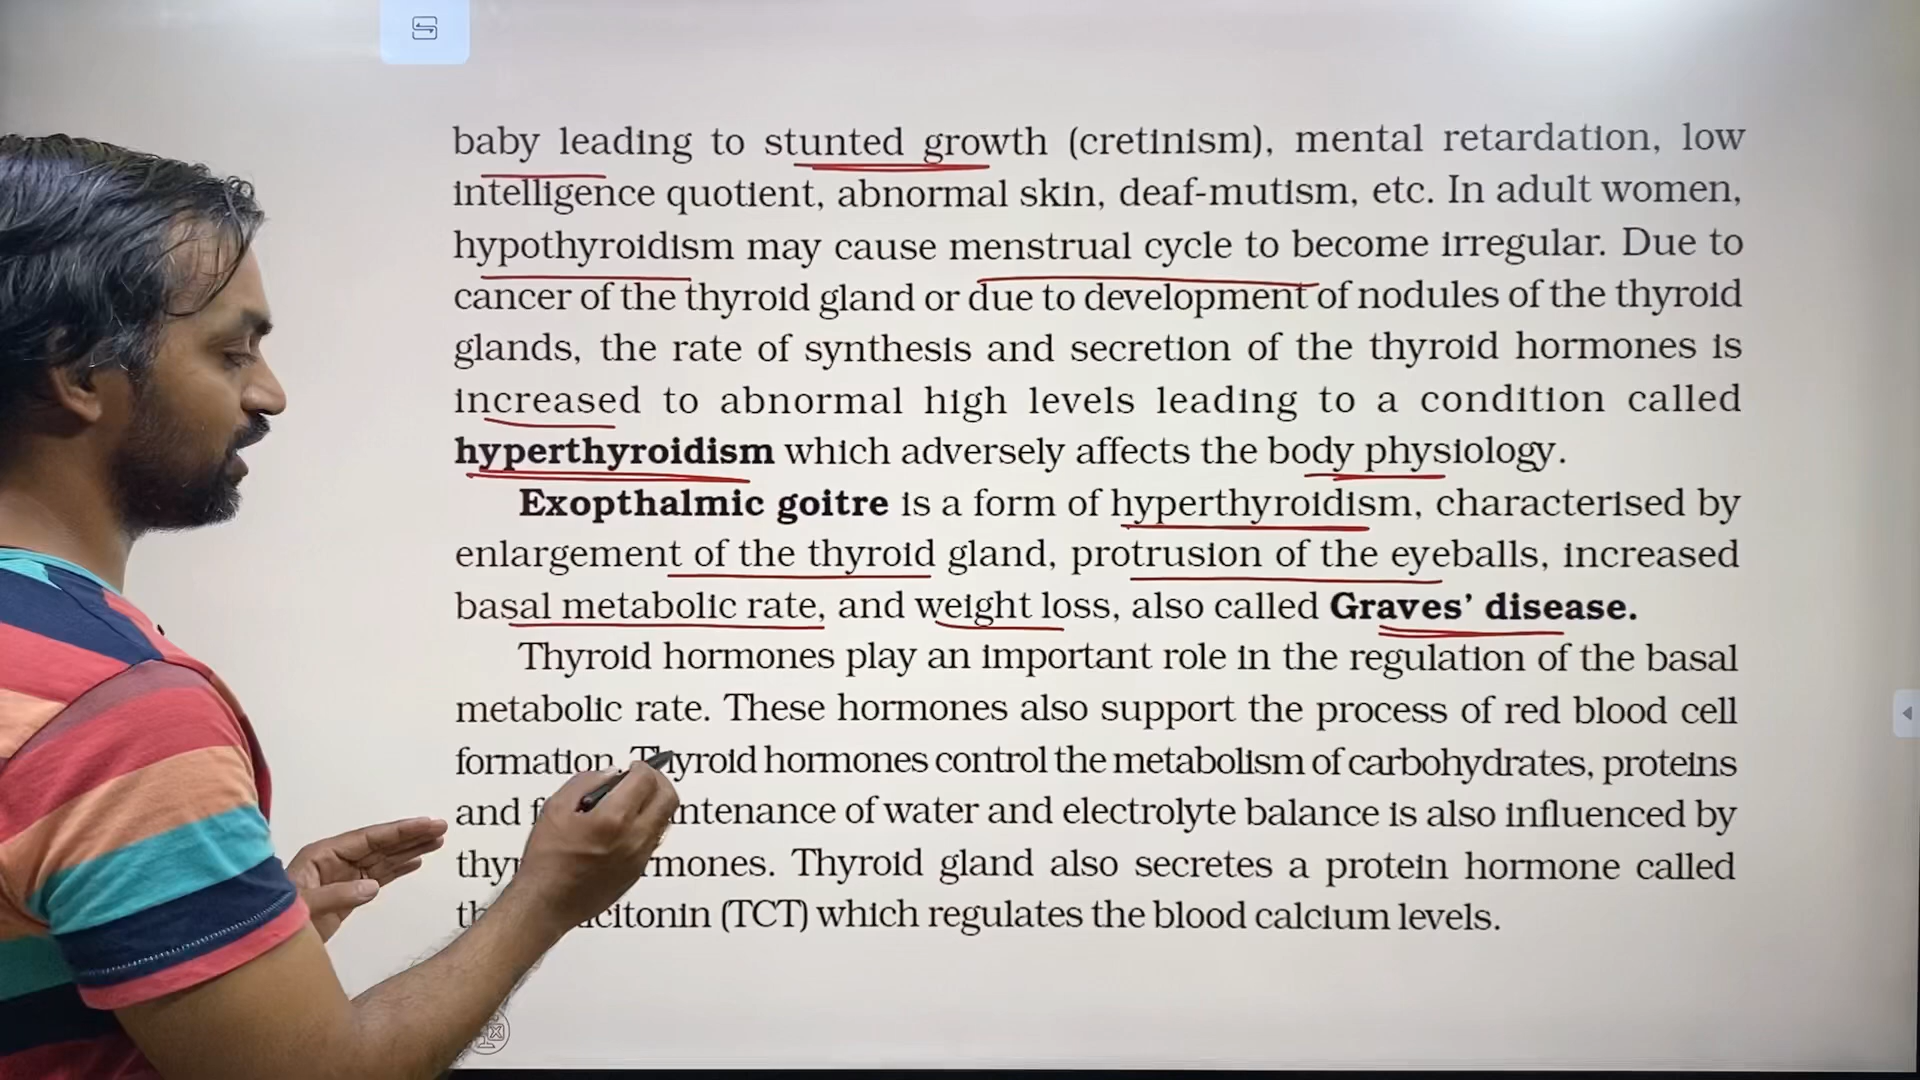 baby leading to stunted growth (cretinism), mental retardation, low
intelligence quotient, abnormal skin, deaf-mutism, etc. In adult women,
hypothyroidism may cause menstrual cycle to become irregular. Due to
cancer of the thyroid gland or due to development of nodules of the thyroid
glands, the rate of synthesis and secretion of the thyroid hormones is
increased to abnormal high levels leading to a condition called
hyperthyroidism which adversely affects the body physiology.
Exopthalmic goitre is a form of hyperthyroidism, characterised by
enlargement of the thyroid gland, protrusion of the eyeballs, increased
basal metabolic rate, and weight loss, also called Graves' disease.
Thyroid hormones play an important role in the regulation of the basal
metabolic rate. These hormones also support the process of red blood cell
formation. Thyroid hormones control the metabolism of carbohydrates, proteins
and of water and electrolyte balance is also influenced by
Thyroid gland also secretes a protein hormone called
(TCT) which regulates the blood calcium levels.